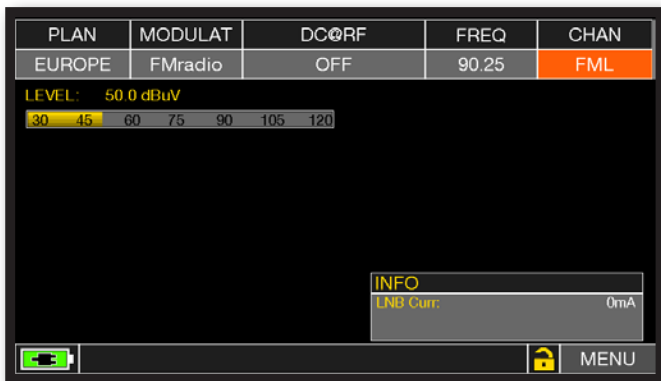 PLAN MODULAT DC@RF FREQ CHAN
EUROPE FMradio OFF 90.25 FML
LEVEL: 50.0 dBuV
30 45 60 75 90 105 120
INFO
LNB Curr: 0mA
MENU